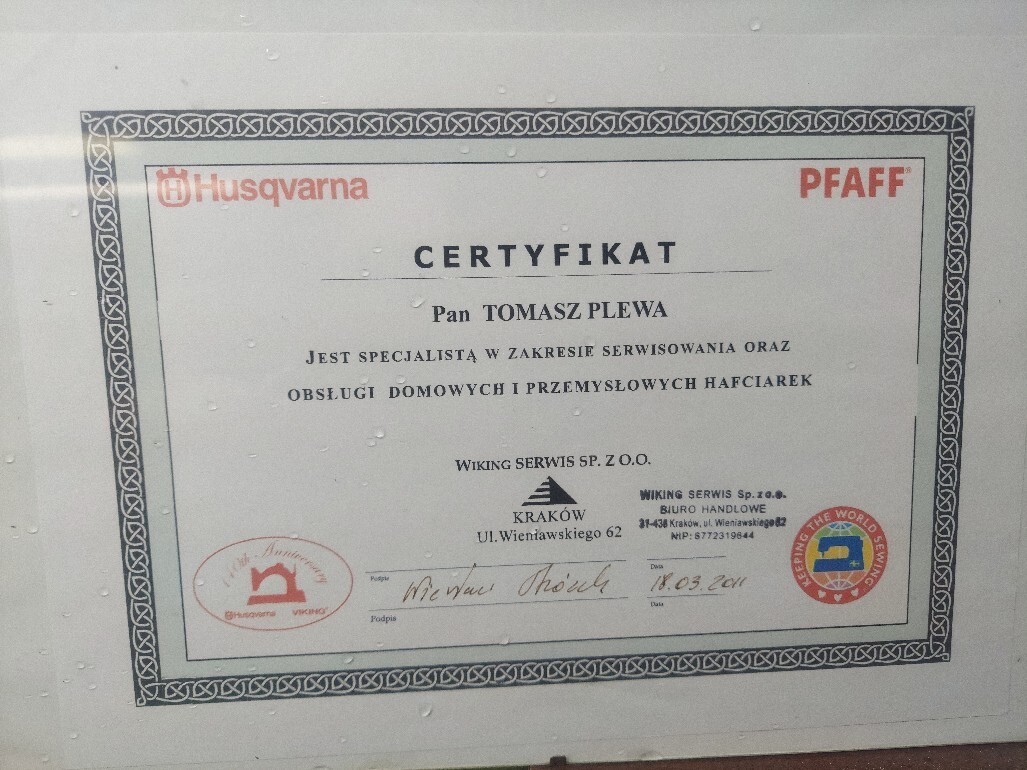 Husqvarna
PFAFF®
CERTYFIKAT
Pan TOMASZ PLEWA
JEST SPECJALISTĄ W ZAKRESIE SERWISOWANIA ORAZ
OBSŁUGI DOMOWYCH I PRZEMYSŁOWYCH HAFCIAREK
WIKING SERWIS SP. Z O.O.
KRAKÓW
Ul.Wieniawskiego 62
WIKING SERWIS Sp. z o.o.
BIURO HANDLOWE
31-436 Kraków, ul. Wieniawskiego 62
NIP: 6772319644
KEEPING THE WORLD SEWING
Anniversary
Husqvarna VIKING
Podpis
Data
18.03.2011
Podpis
Data